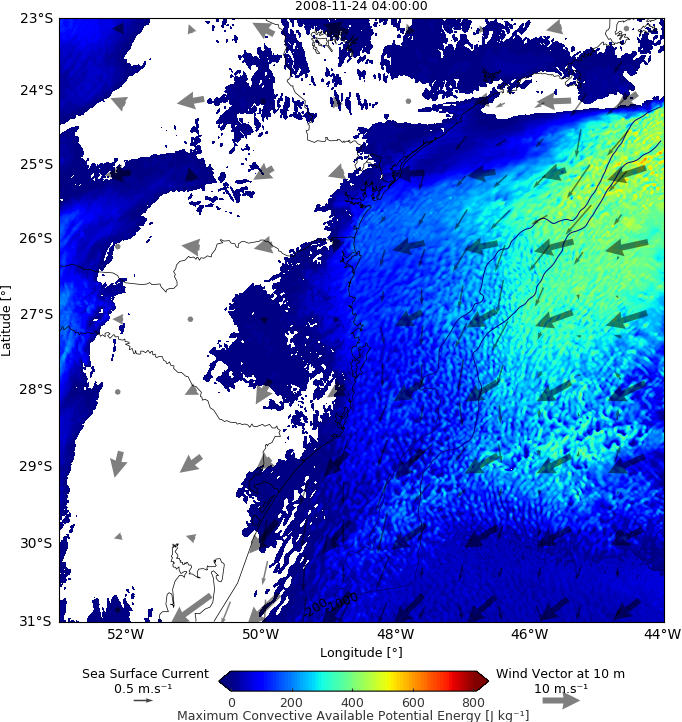 2008-11-24 04:00:00
23°S
24°S
25°S
26°S
27°S
28°S
29°S
30°S
31°S
Latitude [°]
52°W
50°W
48°W
46°W
44°W
Longitude [°]
Sea Surface Current
0.5 m.s⁻¹
Wind Vector at 10 m
10 m.s⁻¹
0
200
400
600
800
Maximum Convective Available Potential Energy [J kg⁻¹]